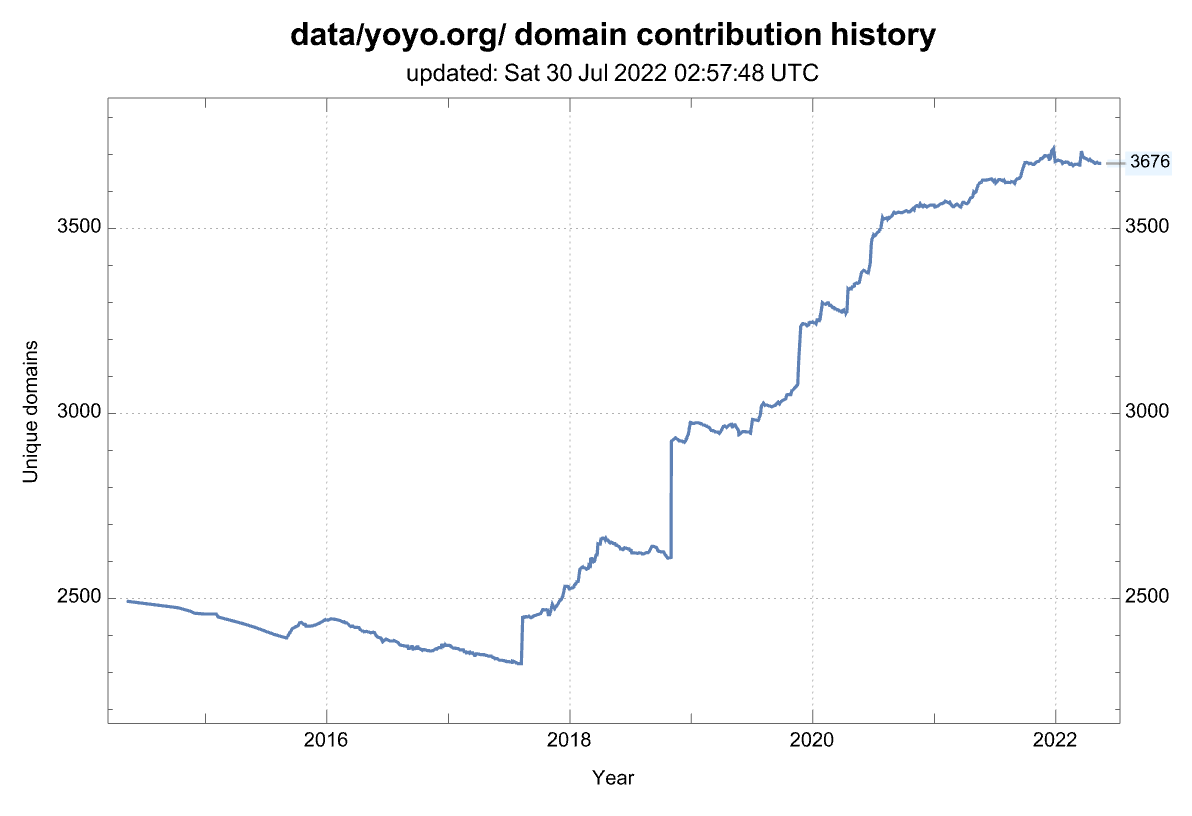 data/yoyo.org/ domain contribution history
updated: Sat 30 Jul 2022 02:57:48 UTC
3676
3500
3500
3000
3000
2500
2500
Unique domains
2016
2018
2020
2022
Year